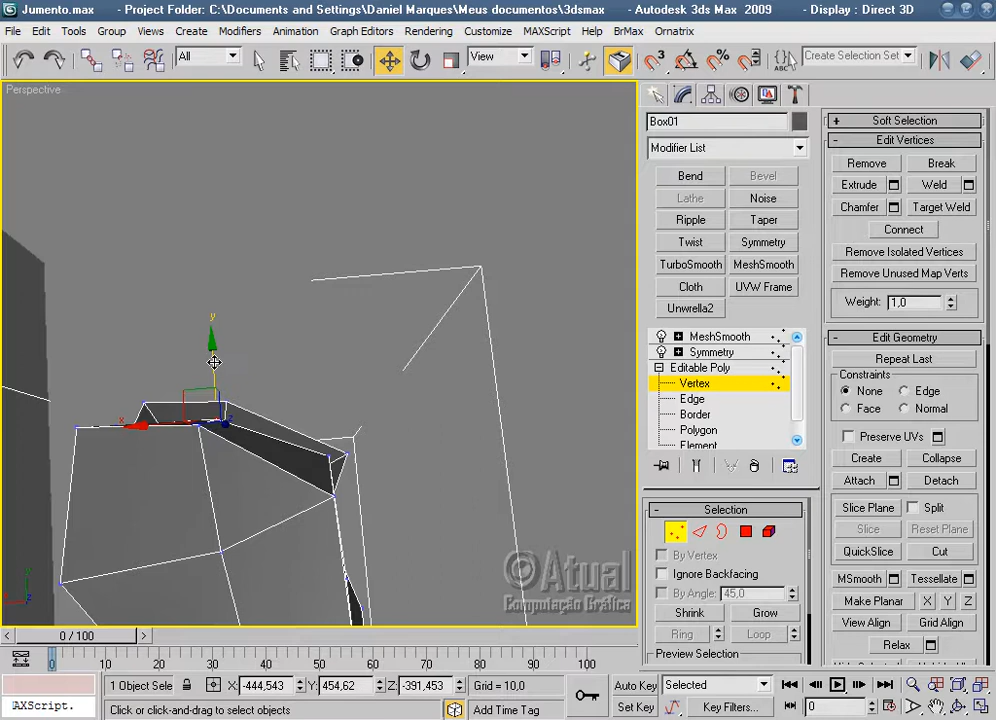 Jumento.max - Project Folder: C:\Documents and Settings\Daniel Marques\Meus documentos\3dsmax - Autodesk 3ds Max 2009 - Display : Direct 3D
File Edit Tools Group Views Create Modifiers Animation Graph Editors Rendering Customize MAXScript Help BrMax Ornatrix
All View Create Selection Set
Perspective
Box01
Modifier List
Bend Bevel
Lathe Noise
Ripple Taper
Twist Symmetry
TurboSmooth MeshSmooth
Cloth UVW Frame
Unwrella2
MeshSmooth
Symmetry
Editable Poly
Vertex
Edge
Border
Polygon
Element
- Selection
By Vertex
Ignore Backfacing
By Angle: 45,0
Shrink Grow
Ring Loop
Preview Selection
+ Soft Selection
- Edit Vertices
Remove Break
Extrude Weld
Chamfer Target Weld
Connect
Remove Isolated Vertices
Remove Unused Map Verts
Weight: 1,0
- Edit Geometry
Repeat Last
Constraints
None Edge
Face Normal
Preserve UVs
Create Collapse
Attach Detach
Slice Plane Split
Slice Reset Plane
QuickSlice Cut
MSmooth Tessellate
Make Planar X Y Z
View Align Grid Align
Relax
y
x
z
©Atual
Computação Gráfica
< 0 / 100 >
0 10 20 30 40 50 60 70 80 90 100
1 Object Sele X: -444,543 Y: 454,62 Z: -391,453 Grid = 10,0 Auto Key Selected
AXScript. Click or click-and-drag to select objects Add Time Tag Set Key Key Filters... 0